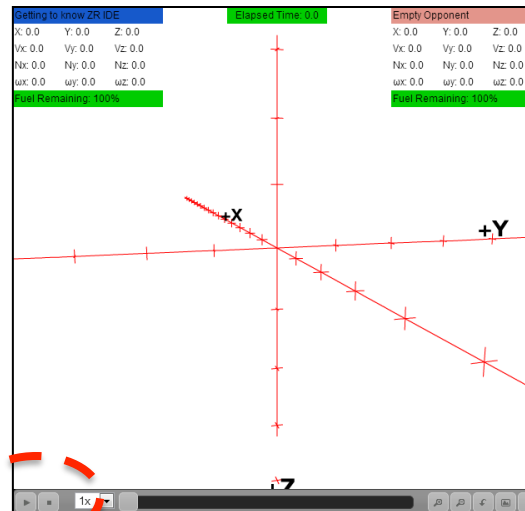 Getting to know ZR IDE
X: 0.0 Y: 0.0 Z: 0.0
Vx: 0.0 Vy: 0.0 Vz: 0.0
Nx: 0.0 Ny: 0.0 Nz: 0.0
ωx: 0.0 ωy: 0.0 ωz: 0.0
Fuel Remaining: 100%
Elapsed Time: 0.0
Empty Opponent
X: 0.0 Y: 0.0 Z: 0.0
Vx: 0.0 Vy: 0.0 Vz: 0.0
Nx: 0.0 Ny: 0.0 Nz: 0.0
ωx: 0.0 ωy: 0.0 ωz: 0.0
Fuel Remaining: 100%
+X
+Y
+Z
1x